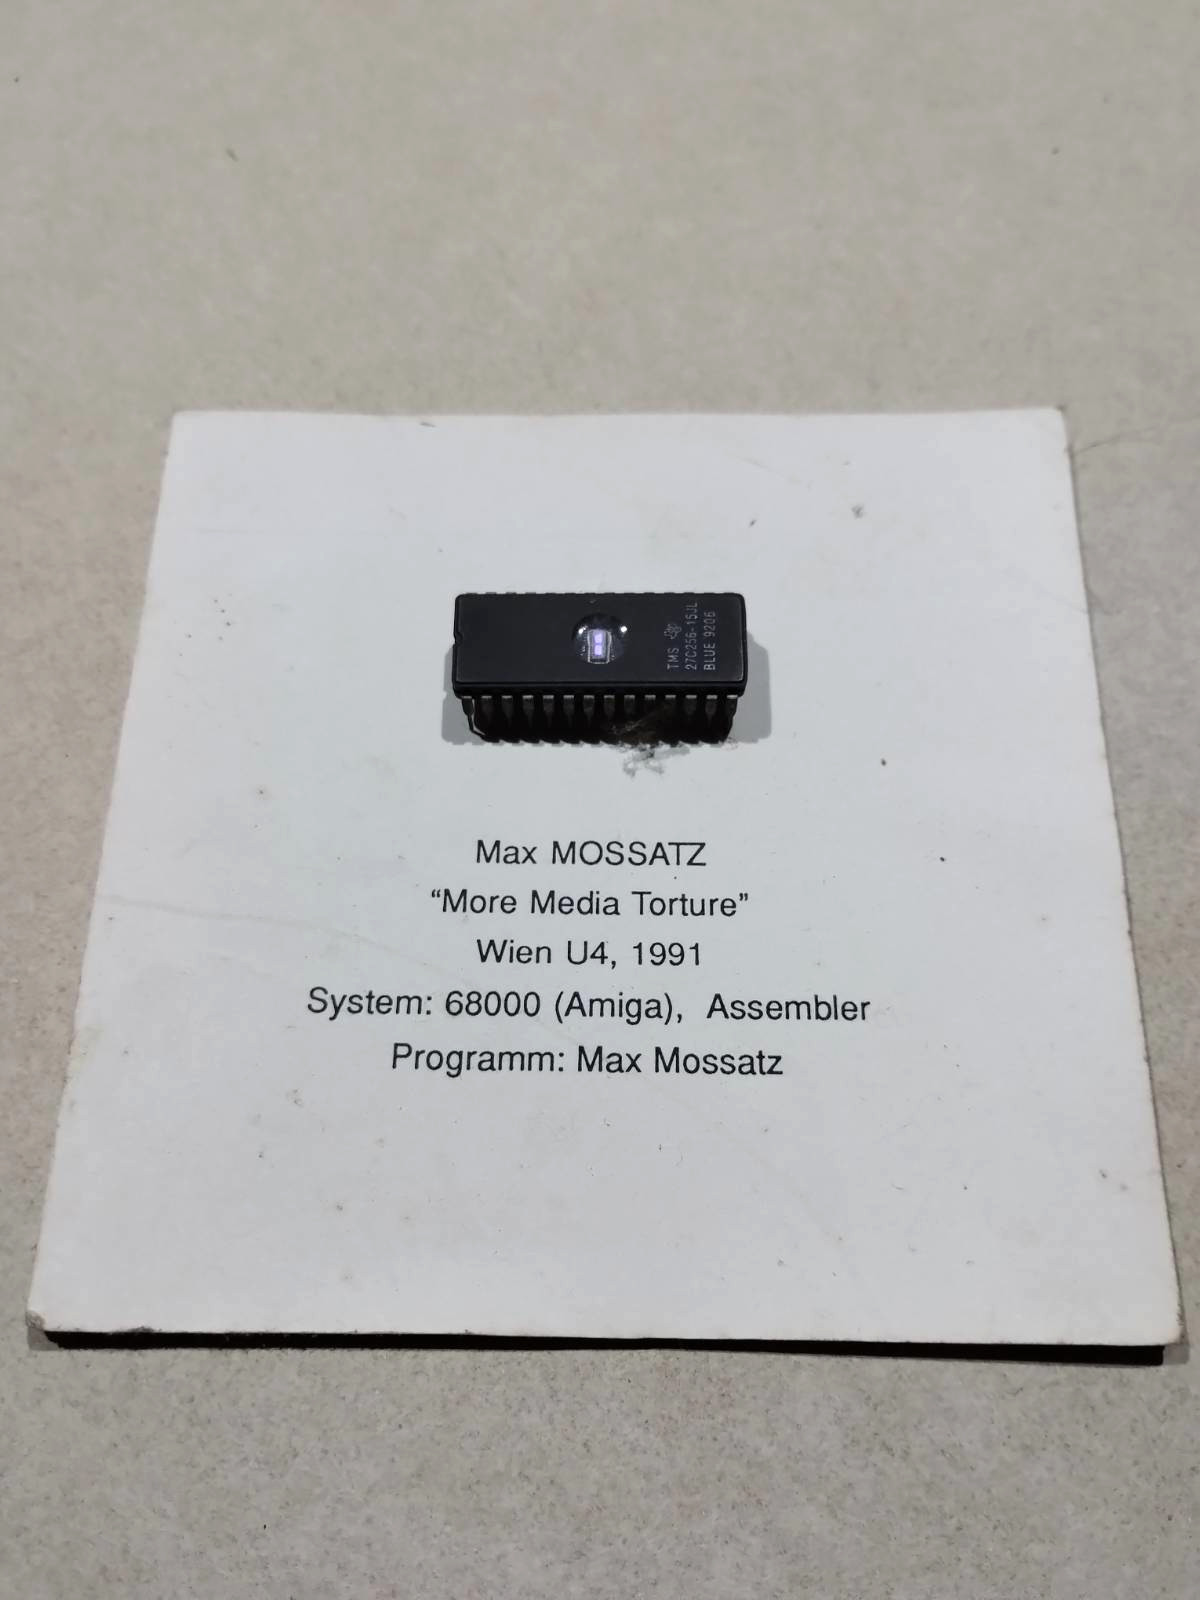 TMS
27C256-15JL
BLUE 9206
Max MOSSATZ
“More Media Torture”
Wien U4, 1991
System: 68000 (Amiga), Assembler
Programm: Max Mossatz